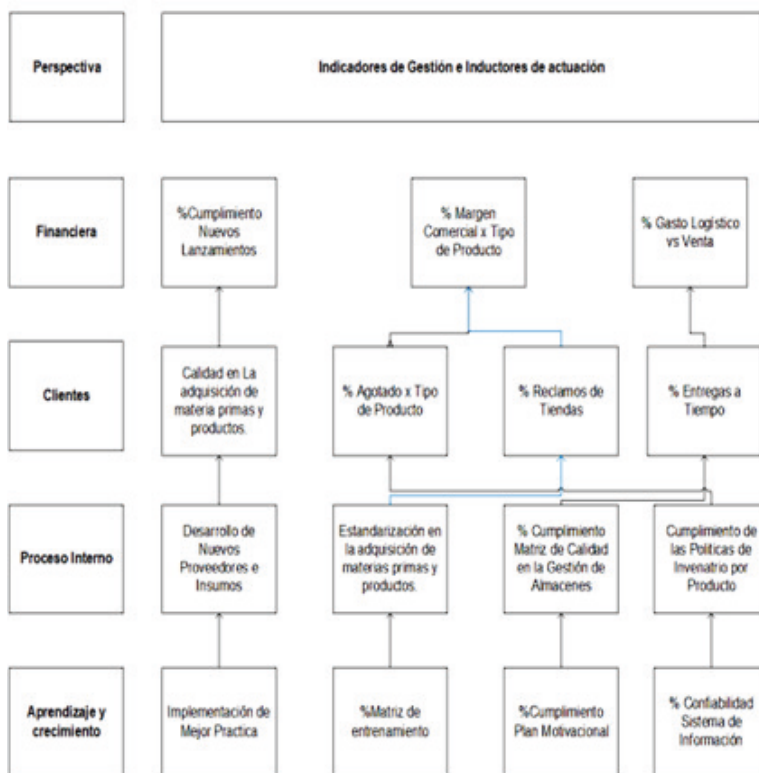 Perspectiva
Indicadores de Gestión e Inductores de actuación
Financiera
%Cumplimiento
Nuevos
Lanzamientos
% Margen
Comercial x Tipo
de Producto
% Gasto Logístico
vs Venta
Clientes
Calidad en La
adquisición de
materia primas y
productos.
% Agotado x Tipo
de Producto
% Reclamos de
Tiendas
% Entregas a
Tiempo
Proceso Interno
Desarrollo de
Nuevos
Proveedores e
Insumos
Estandarización en
la adquisición de
materias primas y
productos.
% Cumplimiento
Matriz de Calidad
en la Gestión de
Almacenes
Cumplimiento de
las Politicas de
Invenatrio por
Producto
Aprendizaje y
crecimiento
Implementación de
Mejor Practica
%Matriz de
entrenamiento
%Cumplimiento
Plan Motivacional
% Confiabilidad
Sistema de
Información